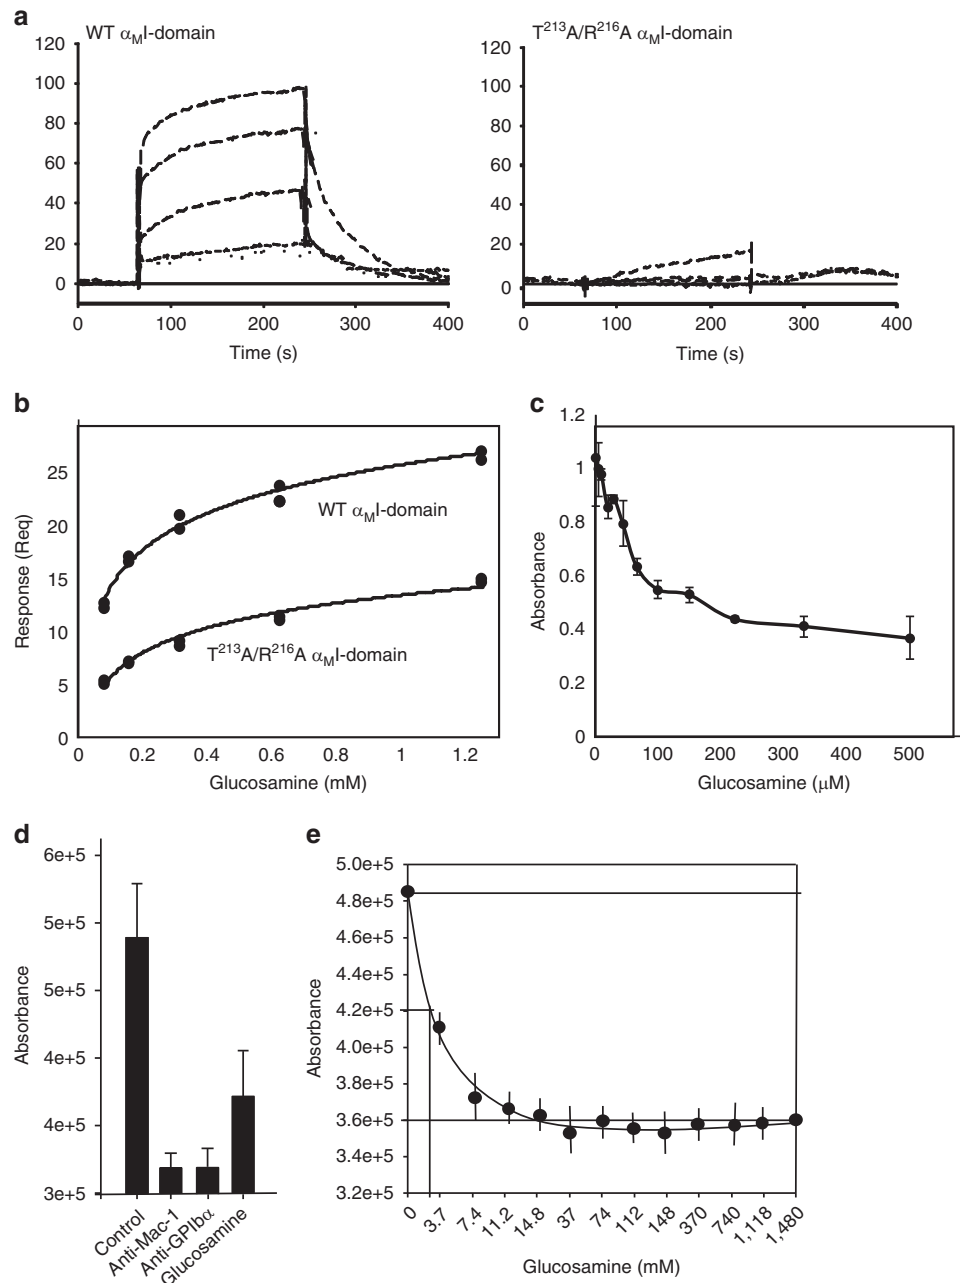 a
WT αMI-domain
T²¹³A/R²¹⁶A αMI-domain
120
100
80
60
40
20
0
0 100 200 300 400
Time (s)
120
100
80
60
40
20
0
0 100 200 300 400
Time (s)
b
Response (Req)
25
20
15
10
5
0
WT αMI-domain
T²¹³A/R²¹⁶A αMI-domain
0 0.2 0.4 0.6 0.8 1 1.2
Glucosamine (mM)
c
Absorbance
1.2
1
0.8
0.6
0.4
0.2
0
0 100 200 300 400 500
Glucosamine (μM)
d
Absorbance
6e+5
5e+5
5e+5
4e+5
4e+5
3e+5
Control
Anti-Mac-1
Anti-GPIbα
Glucosamine
e
Absorbance
5.0e+5
4.8e+5
4.6e+5
4.4e+5
4.2e+5
4.0e+5
3.8e+5
3.6e+5
3.4e+5
3.2e+5
0 3.7 7.4 11.2 14.8 37 74 112 148 370 740 1,118 1,480
Glucosamine (mM)